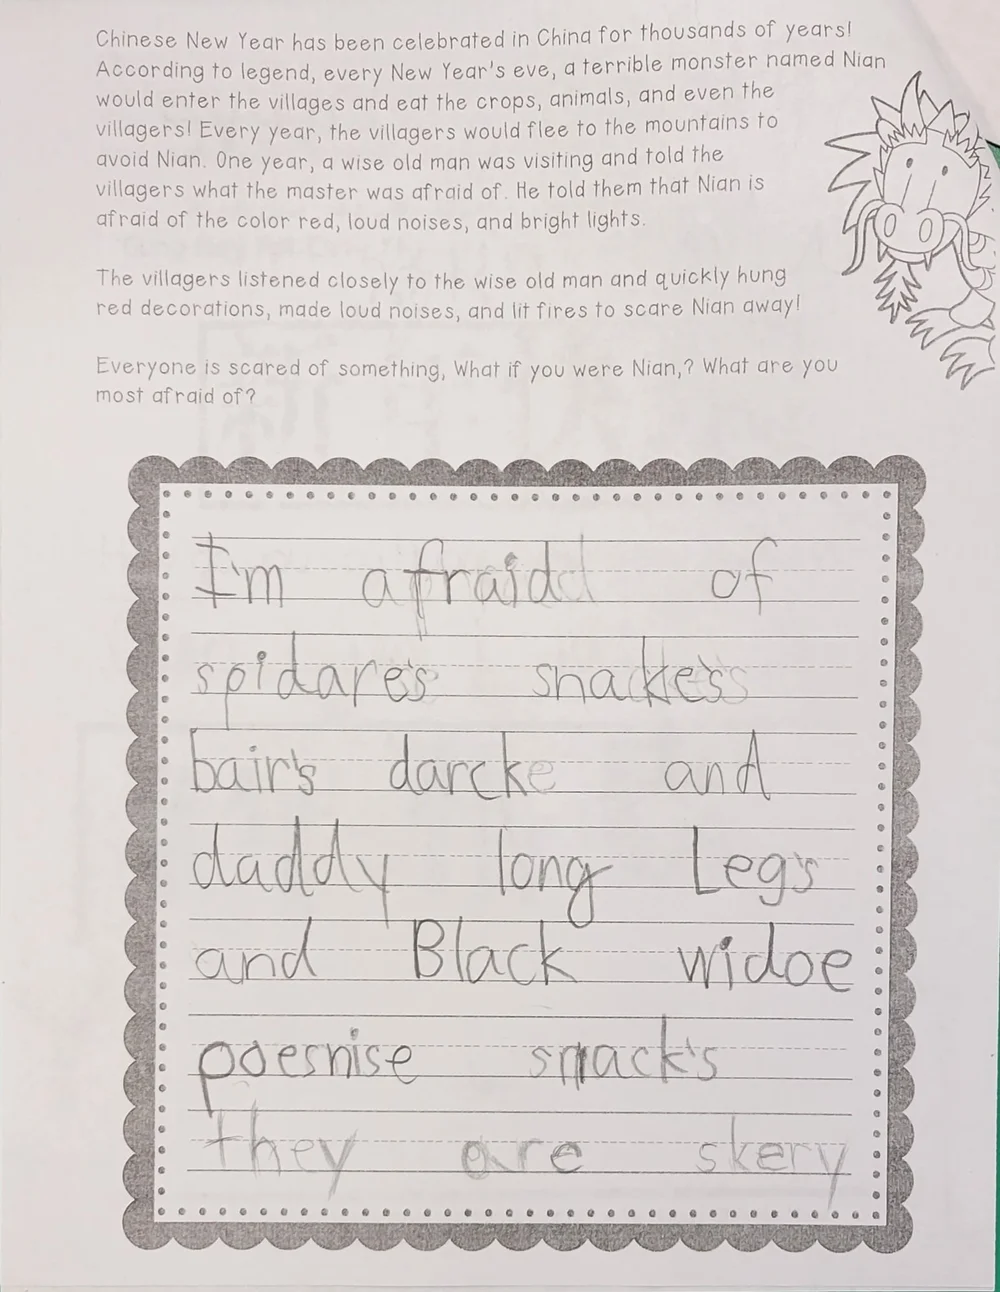 Chinese New Year has been celebrated in China for thousands of years!
According to legend, every New Year's eve, a terrible monster named Nian
would enter the villages and eat the crops, animals, and even the
villagers! Every year, the villagers would flee to the mountains to
avoid Nian. One year, a wise old man was visiting and told the
villagers what the master was afraid of. He told them that Nian is
afraid of the color red, loud noises, and bright lights.
The villagers listened closely to the wise old man and quickly hung
red decorations, made loud noises, and lit fires to scare Nian away!
Everyone is scared of something, What if you were Nian,? What are you
most afraid of?
I'm afraid of
spidare's snake's
bair's darcke and
daddy long Leg's
and Black widoe
poesnise snack's
they are skery